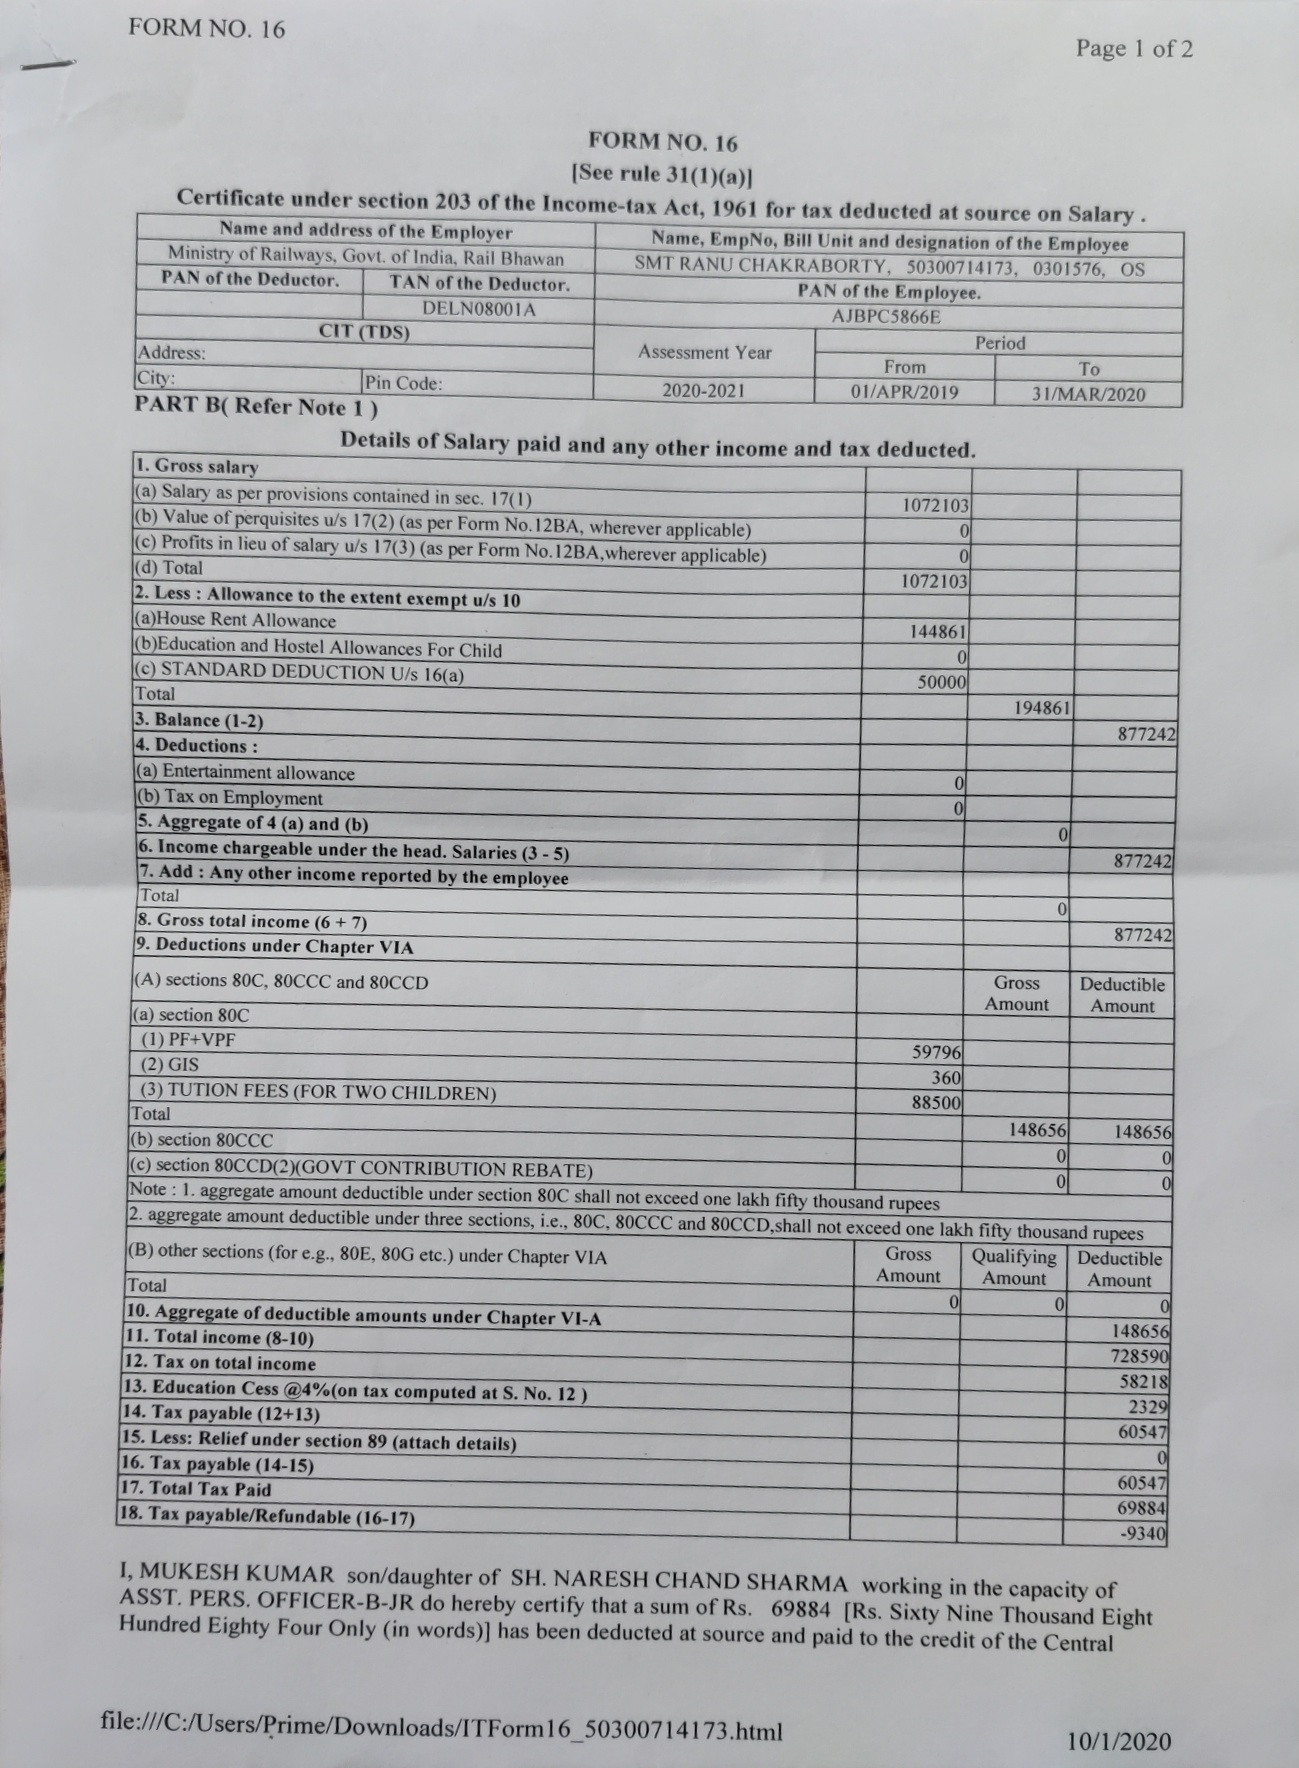 FORM NO. 16
Page 1 of 2
FORM NO. 16
[See rule 31(1)(a)]
Certificate under section 203 of the Income-tax Act, 1961 for tax deducted at source on Salary .
Name and address of the Employer
Name, EmpNo, Bill Unit and designation of the Employee
Ministry of Railways, Govt. of India, Rail Bhawan
SMT RANU CHAKRABORTY, 50300714173, 0301576, OS
PAN of the Deductor. TAN of the Deductor.
PAN of the Employee.
DELN08001A
AJBPC5866E
CIT (TDS)
Assessment Year
Period
Address:
From To
City: Pin Code:
2020-2021 01/APR/2019 31/MAR/2020
PART B( Refer Note 1 )
Details of Salary paid and any other income and tax deducted.
1. Gross salary
(a) Salary as per provisions contained in sec. 17(1) 1072103
(b) Value of perquisites u/s 17(2) (as per Form No.12BA, wherever applicable) 0
(c) Profits in lieu of salary u/s 17(3) (as per Form No.12BA,wherever applicable) 0
(d) Total 1072103
2. Less : Allowance to the extent exempt u/s 10
(a)House Rent Allowance 144861
(b)Education and Hostel Allowances For Child 0
(c) STANDARD DEDUCTION U/s 16(a) 50000
Total 194861
3. Balance (1-2) 877242
4. Deductions :
(a) Entertainment allowance 0
(b) Tax on Employment 0
5. Aggregate of 4 (a) and (b) 0
6. Income chargeable under the head. Salaries (3 - 5) 877242
7. Add : Any other income reported by the employee
Total 0
8. Gross total income (6 + 7) 877242
9. Deductions under Chapter VIA
(A) sections 80C, 80CCC and 80CCD Gross Amount Deductible Amount
(a) section 80C
(1) PF+VPF 59796
(2) GIS 360
(3) TUTION FEES (FOR TWO CHILDREN) 88500
Total 148656 148656
(b) section 80CCC 0 0
(c) section 80CCD(2)(GOVT CONTRIBUTION REBATE) 0 0
Note : 1. aggregate amount deductible under section 80C shall not exceed one lakh fifty thousand rupees
2. aggregate amount deductible under three sections, i.e., 80C, 80CCC and 80CCD,shall not exceed one lakh fifty thousand rupees
(B) other sections (for e.g., 80E, 80G etc.) under Chapter VIA Gross Amount Qualifying Amount Deductible Amount
Total 0 0 0
10. Aggregate of deductible amounts under Chapter VI-A 148656
11. Total income (8-10) 728590
12. Tax on total income 58218
13. Education Cess @4%(on tax computed at S. No. 12 ) 2329
14. Tax payable (12+13) 60547
15. Less: Relief under section 89 (attach details) 0
16. Tax payable (14-15) 60547
17. Total Tax Paid 69884
18. Tax payable/Refundable (16-17) -9340
I, MUKESH KUMAR son/daughter of SH. NARESH CHAND SHARMA working in the capacity of
ASST. PERS. OFFICER-B-JR do hereby certify that a sum of Rs. 69884 [Rs. Sixty Nine Thousand Eight
Hundred Eighty Four Only (in words)] has been deducted at source and paid to the credit of the Central
file:///C:/Users/Prime/Downloads/ITForm16_50300714173.html
10/1/2020